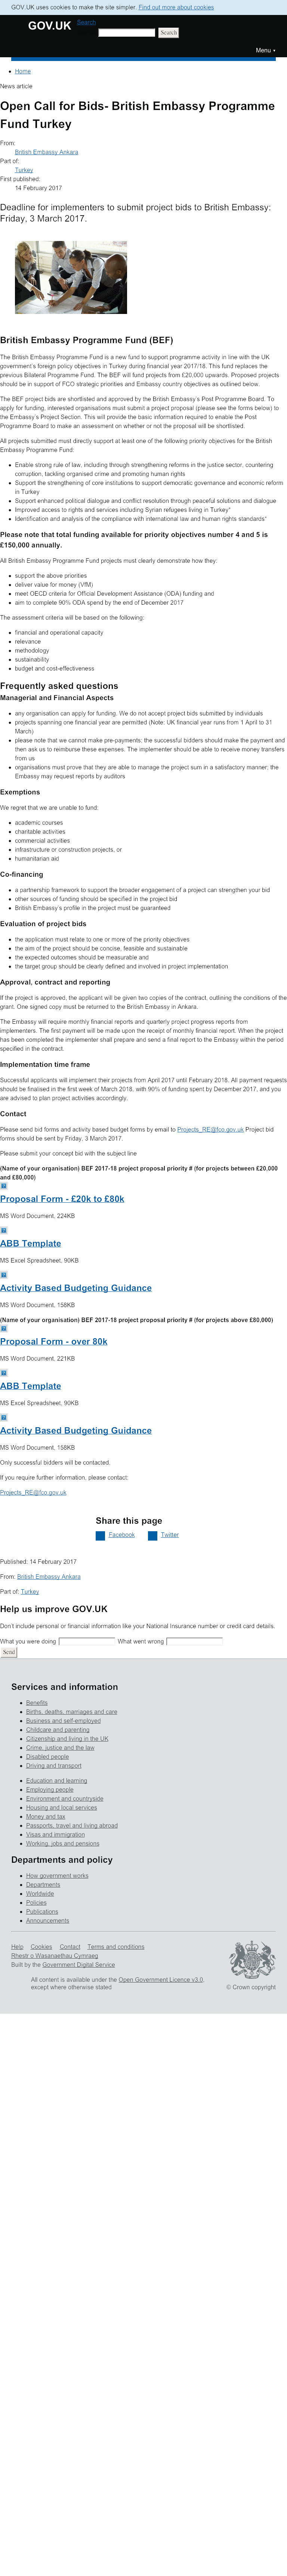 GOV.UK uses cookies to make the site simpler. Find out more about cookies
GOV.UK
Search
Search
Menu ▾
Home
News article
Open Call for Bids- British Embassy Programme
Fund Turkey
From:
British Embassy Ankara
Part of:
Turkey
First published:
14 February 2017
Deadline for implementers to submit project bids to British Embassy:
Friday, 3 March 2017.
British Embassy Programme Fund (BEF)
The British Embassy Programme Fund is a new fund to support programme activity in line with the UK
government's foreign policy objectives in Turkey during financial year 2017/18. This fund replaces the
previous Bilateral Programme Fund. The BEF will fund projects from £20,000 upwards. Proposed projects
should be in support of FCO strategic priorities and Embassy country objectives as outlined below.
The BEF project bids are shortlisted and approved by the British Embassy's Post Programme Board. To
apply for funding, interested organisations must submit a project proposal (please see the forms below) to
the Embassy's Project Section. This will provide the basic information required to enable the Post
Programme Board to make an assessment on whether or not the proposal will be shortlisted.
All projects submitted must directly support at least one of the following priority objectives for the British
Embassy Programme Fund:
Enable strong rule of law, including through strengthening reforms in the justice sector, countering
corruption, tackling organised crime and promoting human rights
Support the strengthening of core institutions to support democratic governance and economic reform
in Turkey
Support enhanced political dialogue and conflict resolution through peaceful solutions and dialogue
Improved access to rights and services including Syrian refugees living in Turkey*
Identification and analysis of the compliance with international law and human rights standards*
Please note that total funding available for priority objectives number 4 and 5 is
£150,000 annually.
All British Embassy Programme Fund projects must clearly demonstrate how they:
support the above priorities
deliver value for money (VfM)
meet OECD criteria for Official Development Assistance (ODA) funding and
aim to complete 90% ODA spend by the end of December 2017
The assessment criteria will be based on the following:
financial and operational capacity
relevance
methodology
sustainability
budget and cost-effectiveness
Frequently asked questions
Managerial and Financial Aspects
any organisation can apply for funding. We do not accept project bids submitted by individuals
projects spanning one financial year are permitted (Note: UK financial year runs from 1 April to 31
March)
please note that we cannot make pre-payments: the successful bidders should make the payment and
then ask us to reimburse these expenses. The implementer should be able to receive money transfers
from us
organisations must prove that they are able to manage the project sum in a satisfactory manner; the
Embassy may request reports by auditors
Exemptions
We regret that we are unable to fund:
academic courses
charitable activities
commercial activities
infrastructure or construction projects, or
humanitarian aid
Co-financing
a partnership framework to support the broader engagement of a project can strengthen your bid
other sources of funding should be specified in the project bid
British Embassy's profile in the project must be guaranteed
Evaluation of project bids
the application must relate to one or more of the priority objectives
the aim of the project should be concise, feasible and sustainable
the expected outcomes should be measurable and
the target group should be clearly defined and involved in project implementation
Approval, contract and reporting
If the project is approved, the applicant will be given two copies of the contract, outlining the conditions of the
grant. One signed copy must be returned to the British Embassy in Ankara.
The Embassy will require monthly financial reports and quarterly project progress reports from
implementers. The first payment will be made upon the receipt of the first monthly report. When the project
has been completed the implementer shall prepare and send a final report to the Embassy within the period
specified in the contract.
Implementation time frame
Successful applicants will implement their projects from April 2017 until February 2018. All payment requests
should be finalised in the first week of March 2018, with 90% of funding spent by December 2017, and you
are advised to plan project activities accordingly.
Contact
Please send bid forms and activity based budget forms by email to Projects_RE@fco.gov.uk Project bid
forms should be sent by Friday, 3 March 2017.
Please submit your concept bid with the subject line
(Name of your organisation) BEF 2017-18 project proposal priority # (for projects between £20,000
and £80,000)
Proposal Form - £20k to £80k
MS Word Document, 224KB
ABB Template
MS Excel Spreadsheet, 90KB
Activity Based Budgeting Guidance
MS Word Document, 158KB
(Name of your organisation) BEF 2017-18 project proposal priority # (for projects above £80,000)
Proposal Form - over 80k
MS Word Document, 221KB
ABB Template
MS Excel Spreadsheet, 90KB
Activity Based Budgeting Guidance
MS Word Document, 158KB
Only successful bidders will be contacted.
If you require further information, please contact:
Projects_RE@fco.gov.uk
Share this page
Facebook
Twitter
Published: 14 February 2017
From: British Embassy Ankara
Part of: Turkey
Help us improve GOV.UK
Don't include personal or financial information like your National Insurance number or credit card details.
What you were doing
What went wrong
Send
Services and information
Benefits
Births, deaths, marriages and care
Business and self-employed
Childcare and parenting
Citizenship and living in the UK
Crime, justice and the law
Disabled people
Driving and transport
Education and learning
Employing people
Environment and countryside
Housing and local services
Money and tax
Passports, travel and living abroad
Visas and immigration
Working, jobs and pensions
Departments and policy
How government works
Departments
Worldwide
Policies
Publications
Announcements
Help Cookies Contact Terms and conditions
Rhestr o Wasanaethau Cymraeg
Built by the Government Digital Service
All content is available under the Open Government Licence v3.0,
except where otherwise stated
© Crown copyright